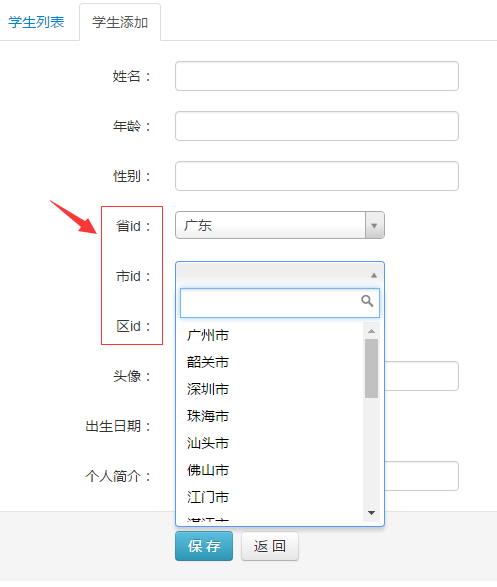 学生列表 学生添加
姓名：
年龄：
性别：
省id： 广东
市id：
区id：
广州市
韶关市
深圳市
珠海市
汕头市
佛山市
江门市
湛江市
头像：
出生日期：
个人简介：
保 存 返 回